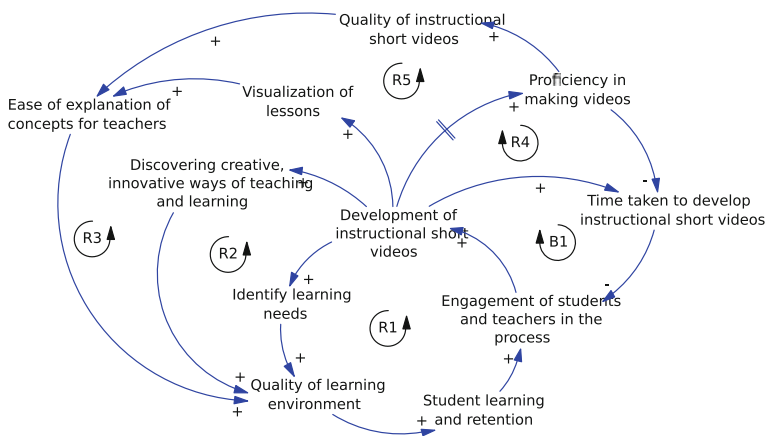 Quality of instructional
short videos
+
+
R5
Proficiency in
making videos
+
Visualization of
lessons
+
Ease of explanation of
concepts for teachers
+
R4
Discovering creative,
innovative ways of teaching
and learning
+
-
+
Time taken to develop
instructional short videos
Development of
instructional short
videos
+
R3
R2
B1
+
Identify learning
needs
-
Engagement of students
and teachers in the
process
R1
+
+
+
Quality of learning
environment
+
Student learning
and retention
+